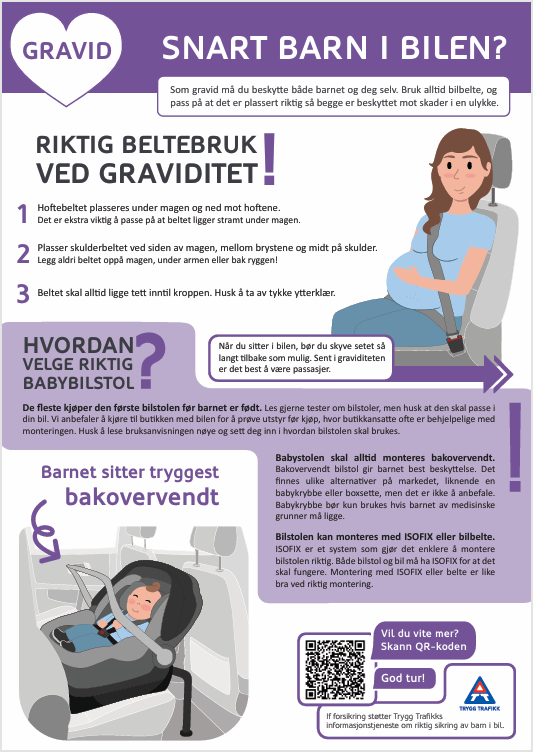 GRAVID
SNART BARN I BILEN?
Som gravid må du beskytte både barnet og deg selv. Bruk alltid bilbelte, og
pass på at det er plassert riktig så begge er beskyttet mot skader i en ulykke.
RIKTIG BELTEBRUK
VED GRAVIDITET!
1 Hoftebeltet plasseres under magen og ned mot hoftene.
Det er ekstra viktig å passe på at beltet ligger stramt under magen.
2 Plasser skulderbeltet ved siden av magen, mellom brystene og midt på skulder.
Legg aldri beltet oppå magen, under armen eller bak ryggen!
3 Beltet skal alltid ligge tett inntil kroppen. Husk å ta av tykke ytterklær.
Når du sitter i bilen, bør du skyve setet så
langt tilbake som mulig. Sent i graviditeten
er det best å være passasjer.
HVORDAN
VELGE RIKTIG
BABYBILSTOL?
De fleste kjøper den første bilstolen før barnet er født. Les gjerne tester om bilstoler, men husk at den skal passe i
din bil. Vi anbefaler å kjøre til butikken med bilen for å prøve utstyr før kjøp, hvor butikkansatte ofte er behjelpelige med
monteringen. Husk å lese bruksanvisningen nøye og sett deg inn i hvordan bilstolen skal brukes.
!
Barnet sitter tryggest
bakovervendt
Babystolen skal alltid monteres bakovervendt.
Bakovervendt bilstol gir barnet best beskyttelse. Det
finnes ulike alternativer på markedet, liknende en
babykrybbe eller boxsette, men det er ikke å anbefale.
Babykrybbe bør kun brukes hvis barnet av medisinske
grunner må ligge.
Bilstolen kan monteres med ISOFIX eller bilbelte.
ISOFIX er et system som gjør det enklere å montere
bilstolen riktig. Både bilstol og bil må ha ISOFIX for at det
skal fungere. Montering med ISOFIX eller belte er like
bra ved riktig montering.
Vil du vite mer?
Skann QR-koden
God tur!
TRYGG TRAFIKK
If forsikring støtter Trygg Trafikks
informasjonstjeneste om riktig sikring av barn i bil.